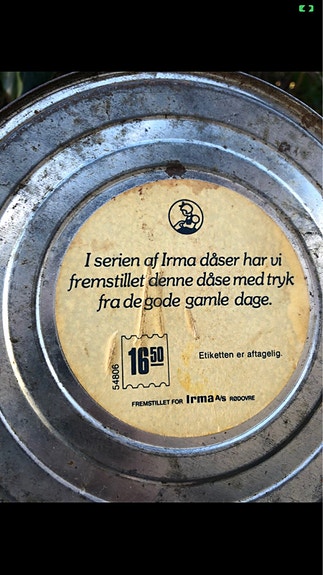 I serien af Irma dåser har vi
fremstillet denne dåse med tryk
fra de gode gamle dage.
54806
16 50
Etiketten er aftagelig.
FREMSTILLET FOR Irma A/S RØDOVRE